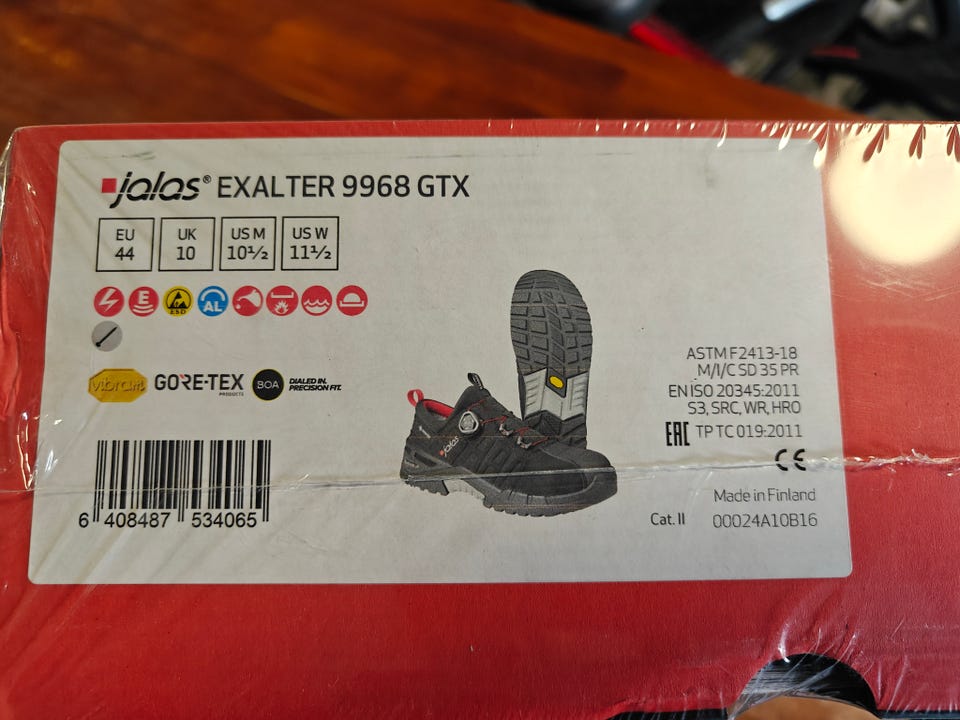 jalas® EXALTER 9968 GTX
EU 44
UK 10
US M 10½
US W 11½
E
ESD
AL
vibram
GORE-TEX
PRODUCTS
BOA
DIALED IN.
PRECISION FIT.
jalas
ASTM F2413-18
M/I/C SD 35 PR
EN ISO 20345:2011
S3, SRC, WR, HRO
EAC TP TC 019:2011
CE
6 408487 534065
Made in Finland
Cat. II 00024A10B16